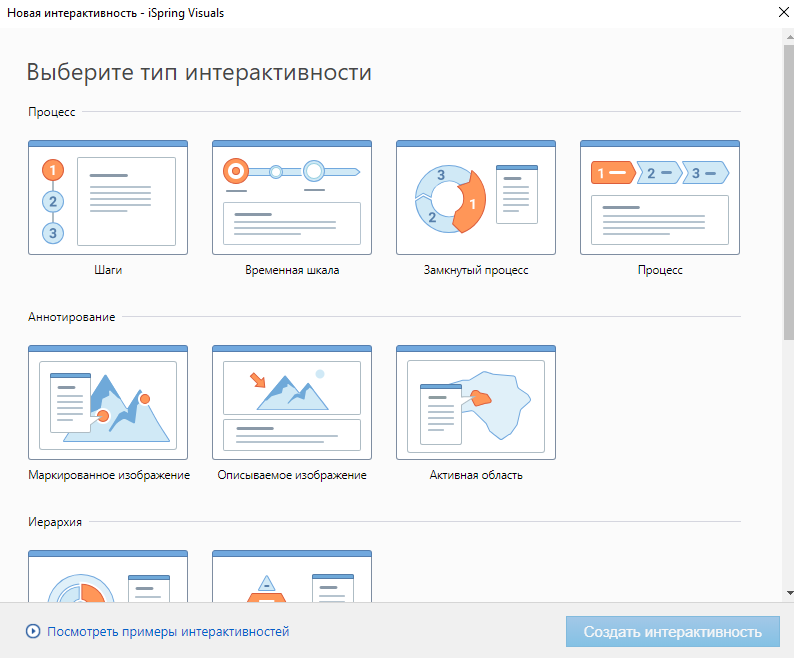 Новая интерактивность - iSpring Visuals
Выберите тип интерактивности
Процесс
1
2
3
3
1
2
1 2 3
Шаги Временная шкала Замкнутый процесс Процесс
Аннотирование
Маркированное изображение Описываемое изображение Активная область
Иерархия
Посмотреть примеры интерактивностей Создать интерактивность